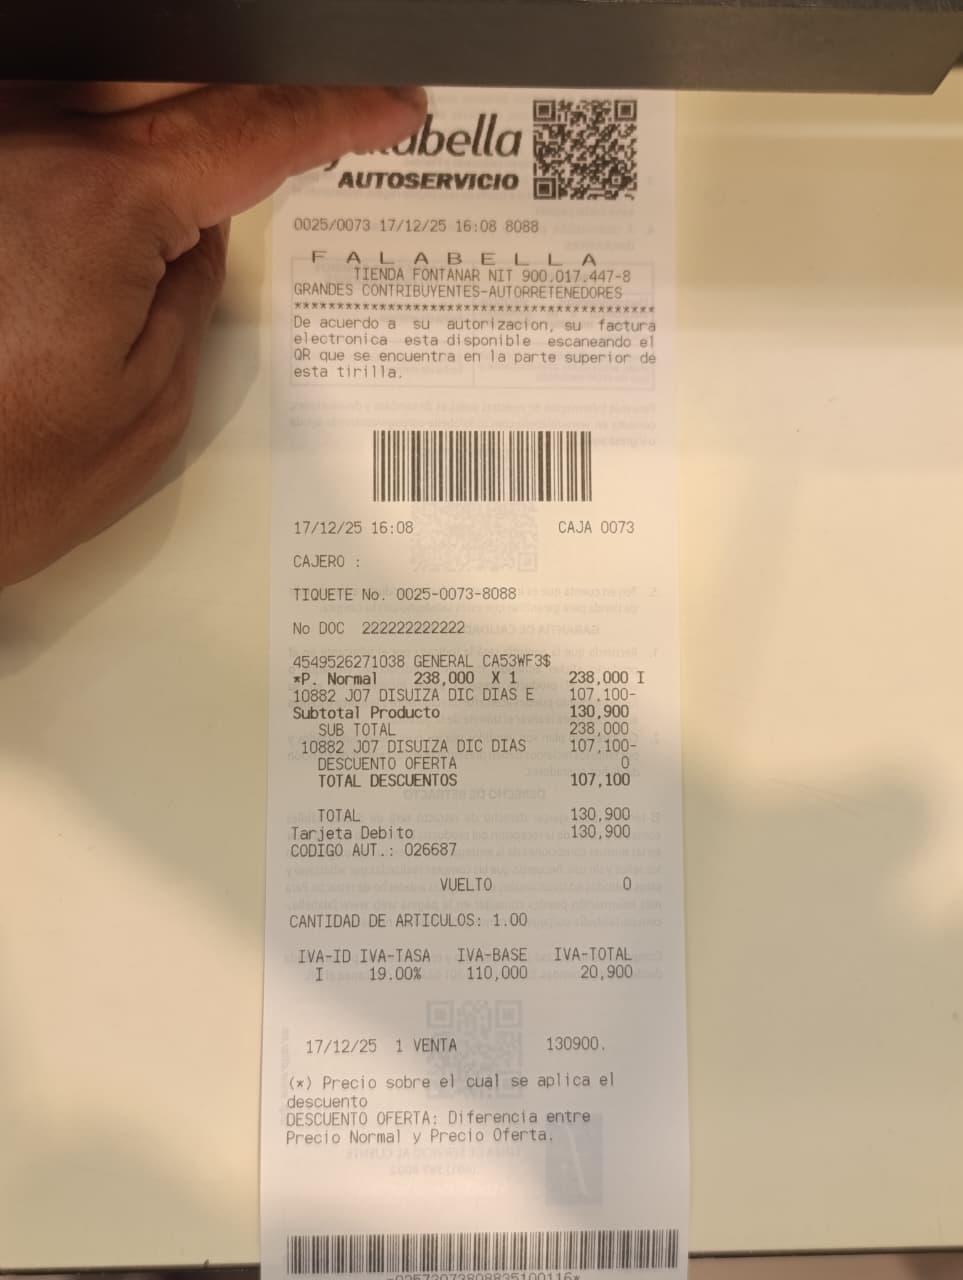 abella
AUTOSERVICIO
0025/0073 17/12/25 16:08 8088
F A L A B E L L A
TIENDA FONTANAR NIT 900.017.447-8
GRANDES CONTRIBUYENTES-AUTORRETENEDORES
******************************************
De acuerdo a su autorizacion, su factura
electronica esta disponible escaneando el
QR que se encuentra en la parte superior de
esta tirilla.
17/12/25 16:08 CAJA 0073
CAJERO :
TIQUETE No. 0025-0073-8088
No DOC 222222222222
4549526271038 GENERAL CA53WF3$
*P. Normal 238,000 X 1 238,000 I
10882 J07 DISUIZA DIC DIAS E 107,100-
Subtotal Producto 130,900
SUB TOTAL 238,000
10882 J07 DISUIZA DIC DIAS 107,100-
DESCUENTO OFERTA 0
TOTAL DESCUENTOS 107,100
TOTAL 130,900
Tarjeta Debito 130,900
CODIGO AUT.: 026687
VUELTO 0
CANTIDAD DE ARTICULOS: 1.00
IVA-ID IVA-TASA IVA-BASE IVA-TOTAL
I 19.00% 110,000 20,900
17/12/25 1 VENTA 130900.
(*) Precio sobre el cual se aplica el
descuento
DESCUENTO OFERTA: Diferencia entre
Precio Normal y Precio Oferta.